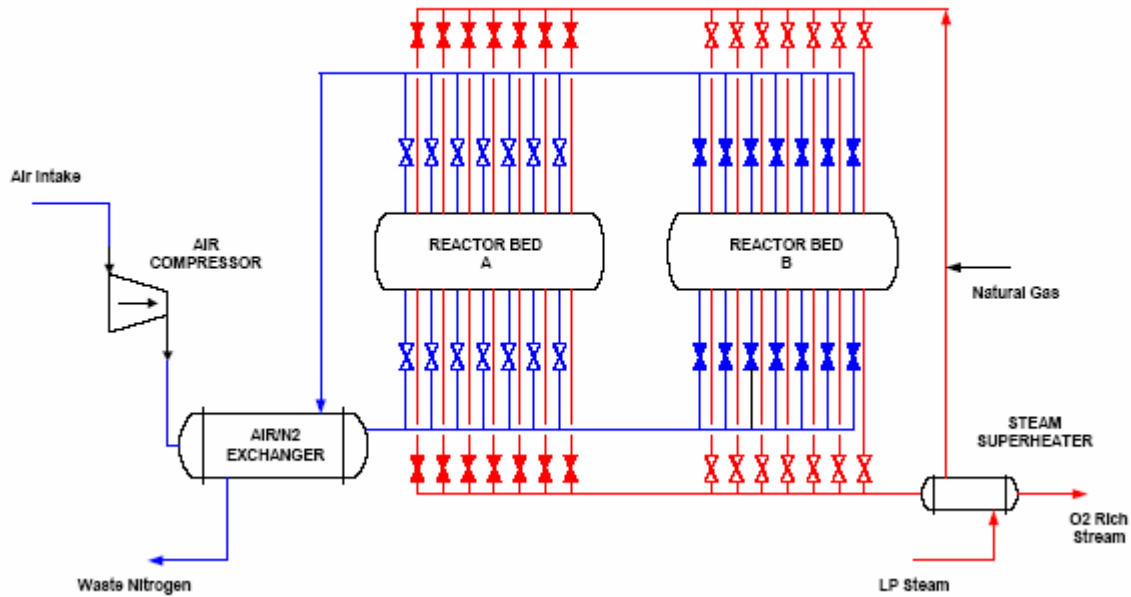 Air Intake
AIR
COMPRESSOR
REACTOR BED
A
REACTOR BED
B
Natural Gas
AIR/N2
EXCHANGER
STEAM
SUPERHEATER
O2 Rich
Stream
Waste Nitrogen
LP Steam